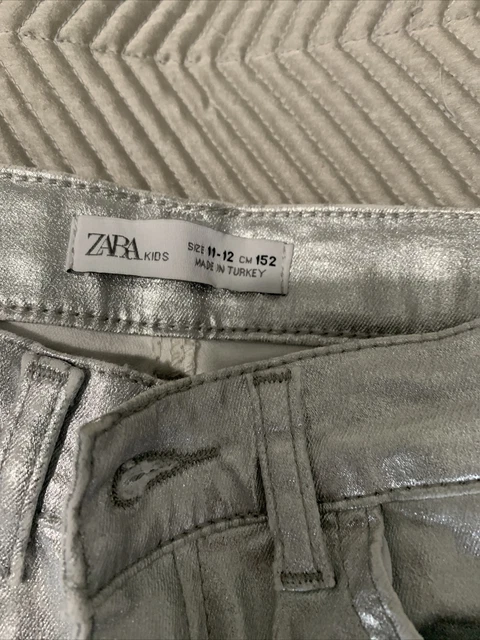 ZARA KIDS
SIZE 11-12 CM 152
MADE IN TURKEY